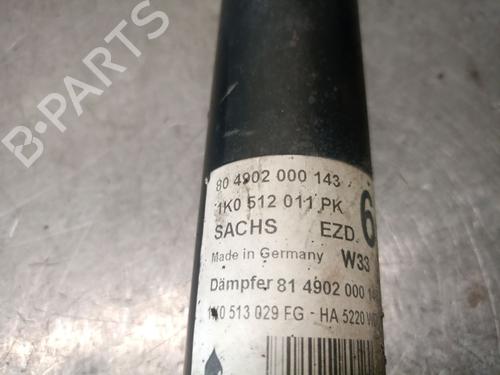 B-PARTS
80 4902 000 143
1K0 512 011 PK
SACHS EZD. 6
Made in Germany W33
Dämpfer 81 4902 000
1K0 513 029 FG - HA 5220